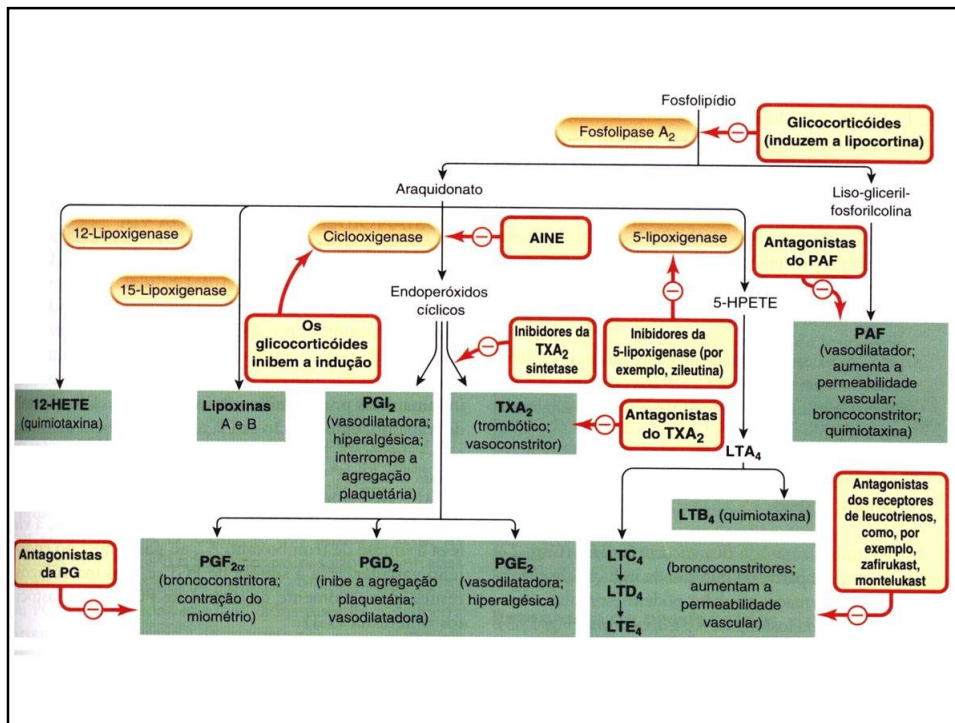 Fosfolipídio
Fosfolipase A2
Glicocorticóides
(induzem a lipocortina)
Araquidonato
Liso-gliceril-
fosforilcolina
12-Lipoxigenase
Ciclooxigenase
AINE
5-lipoxigenase
Antagonistas
do PAF
15-Lipoxigenase
Endoperóxidos
cíclicos
5-HPETE
Os
glicocorticóides
inibem a indução
Inibidores da
TXA2
sintetase
Inibidores da
5-lipoxigenase (por
exemplo, zileutina)
PAF
(vasodilatador;
aumenta a
permeabilidade
vascular;
broncoconstritor;
quimiotaxina)
12-HETE
(quimiotaxina)
Lipoxinas
A e B
PGI2
(vasodilatadora;
hiperalgésica;
interrompe a
agregação
plaquetária)
TXA2
(trombótico;
vasoconstritor)
Antagonistas
do TXA2
LTA4
LTB4 (quimiotaxina)
Antagonistas
dos receptores
de leucotrienos,
como, por
exemplo,
zafirukast,
montelukast
Antagonistas
da PG
PGF2α
(broncoconstritora;
contração do
miométrio)
PGD2
(inibe a agregação
plaquetária;
vasodilatadora)
PGE2
(vasodilatadora;
hiperalgésica)
LTC4
LTD4
LTE4
(broncoconstritores;
aumentam a
permeabilidade
vascular)